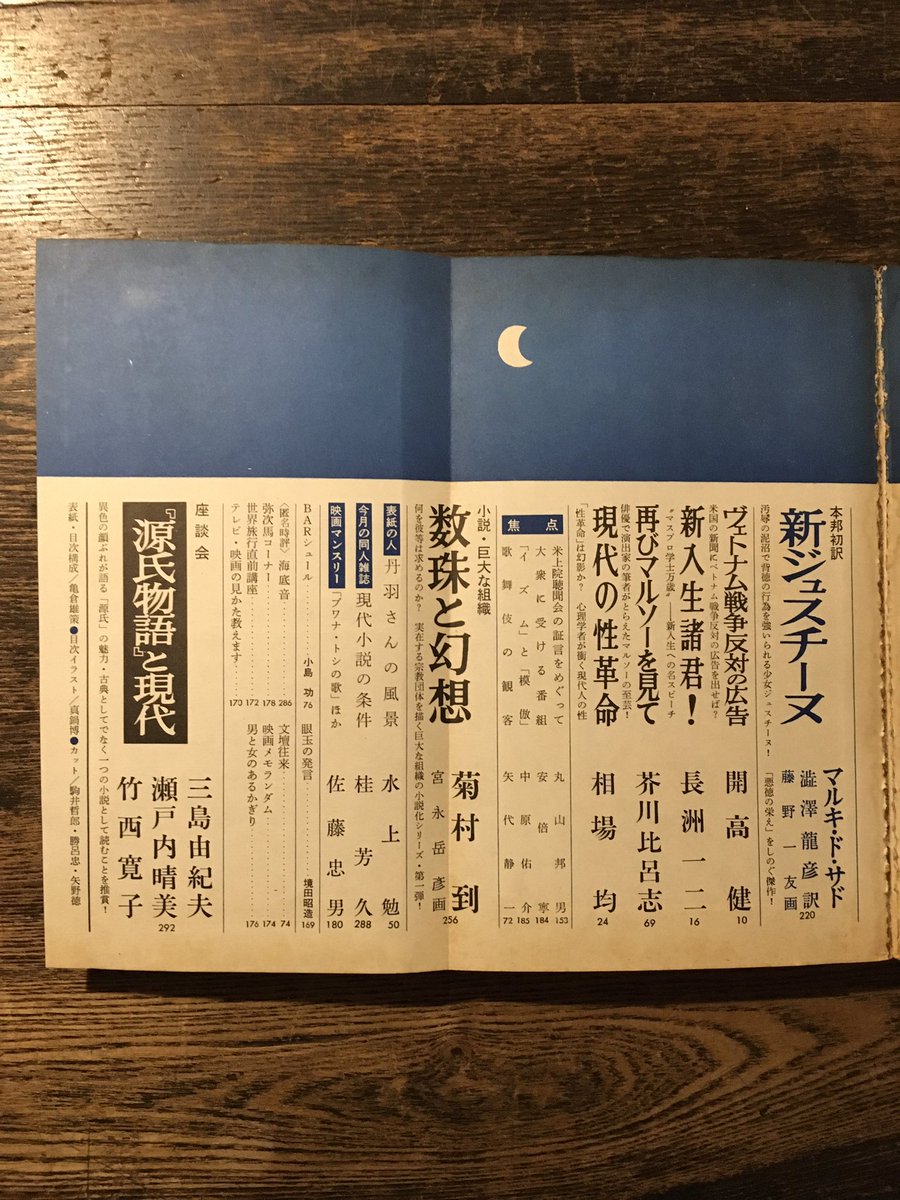 本邦初訳
新ジュスチーヌ
汚辱の泥沼で背徳の行為を強いられる少女ジュスチーヌ!
マルキ・ド・サド
澁澤龍彦訳
藤野一友画
『悪徳の栄え』をしのぐ傑作!
220
ヴェトナム戦争反対の広告
米国の新聞にベトナム戦争反対の広告を出せば?
開高健
10
新入生諸君!
“マスプロ学士万歳”新入生への名スピーチ
長洲一二
16
再びマルソーを見て
俳優で演出家の筆者がとらえたマルソーの至芸!
芥川比呂志
69
現代の性革命
「性革命」は幻影か? 心理学者が衝く現代人の性
相場均
24
焦点
米上院聴聞会の証言をめぐって 丸山邦男 153
大衆に受ける番組 安倍寧 184
「イズム」と「模倣」 中原佑介 185
歌舞伎の観客 矢代静一 72
小説・巨大な組織
数珠と幻想
何を彼等は求めるのか? 実在する宗教団体を描く巨大な組織の小説化シリーズ・第一弾!
菊村到
宮永岳彦画
256
表紙の人 丹羽さんの風景 水上勉 50
今月の同人雑誌 現代小説の条件 桂芳久 288
映画マンスリー 「ブワナ・トシの歌」ほか 佐藤忠男 180
BARシュール 小島功 76
眼玉の発言 境田昭造 169
〈匿名時評〉海底音 286
文壇往来 74
弥次馬コーナー 178
映画メモランダム 174
世界旅行直前講座 172
男と女のあるかぎり 176
テレビ・映画の見かた教えます 170
座談会
『源氏物語』と現代
三島由紀夫
瀬戸内晴美
竹西寛子
292
異色の顔ぶれが語る「源氏」の魅力・古典としてでなく一つの小説として読むことを推賞!
表紙・目次構成/亀倉雄策●目次イラスト/真鍋博●カット/駒井哲郎・勝呂忠・矢野徳